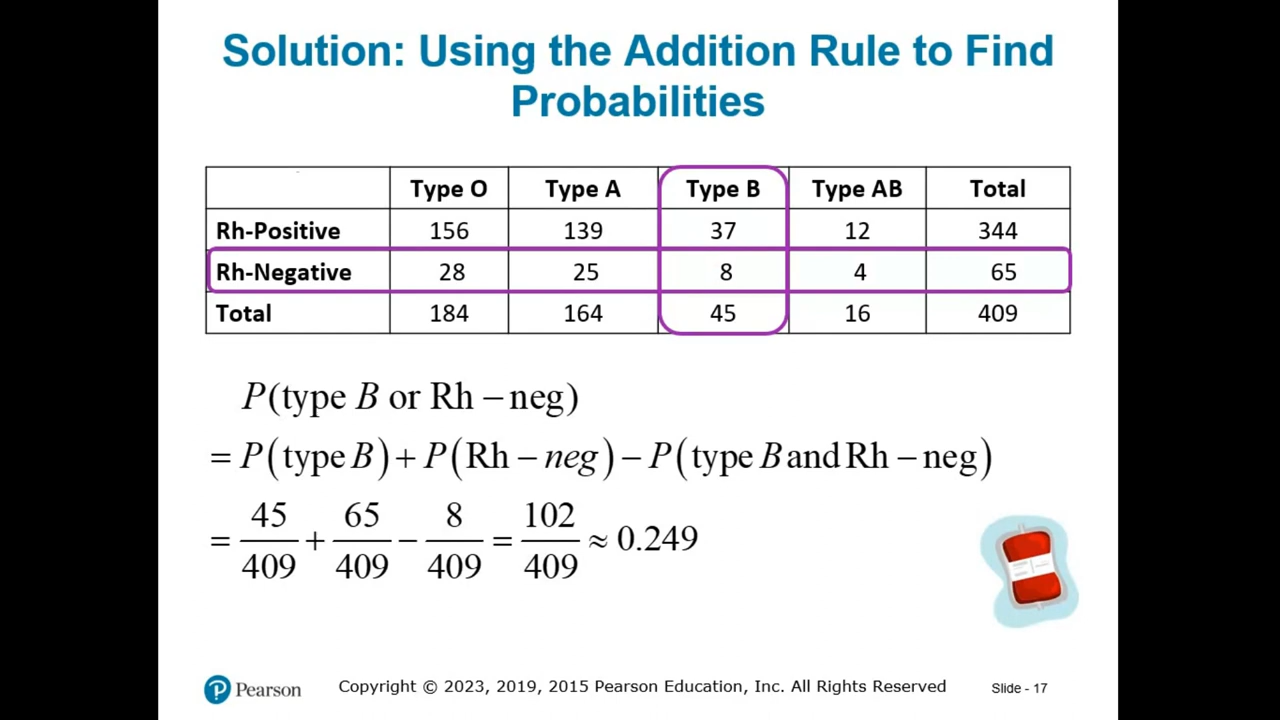 Solution: Using the Addition Rule to Find
Probabilities
Type O Type A Type B Type AB Total
Rh-Positive 156 139 37 12 344
Rh-Negative 28 25 8 4 65
Total 184 164 45 16 409
P(type B or Rh − neg)
= P(type B) + P(Rh − neg) − P(type B and Rh − neg)
= 45/409 + 65/409 − 8/409 = 102/409 ≈ 0.249
P Pearson
Copyright © 2023, 2019, 2015 Pearson Education, Inc. All Rights Reserved
Slide - 17